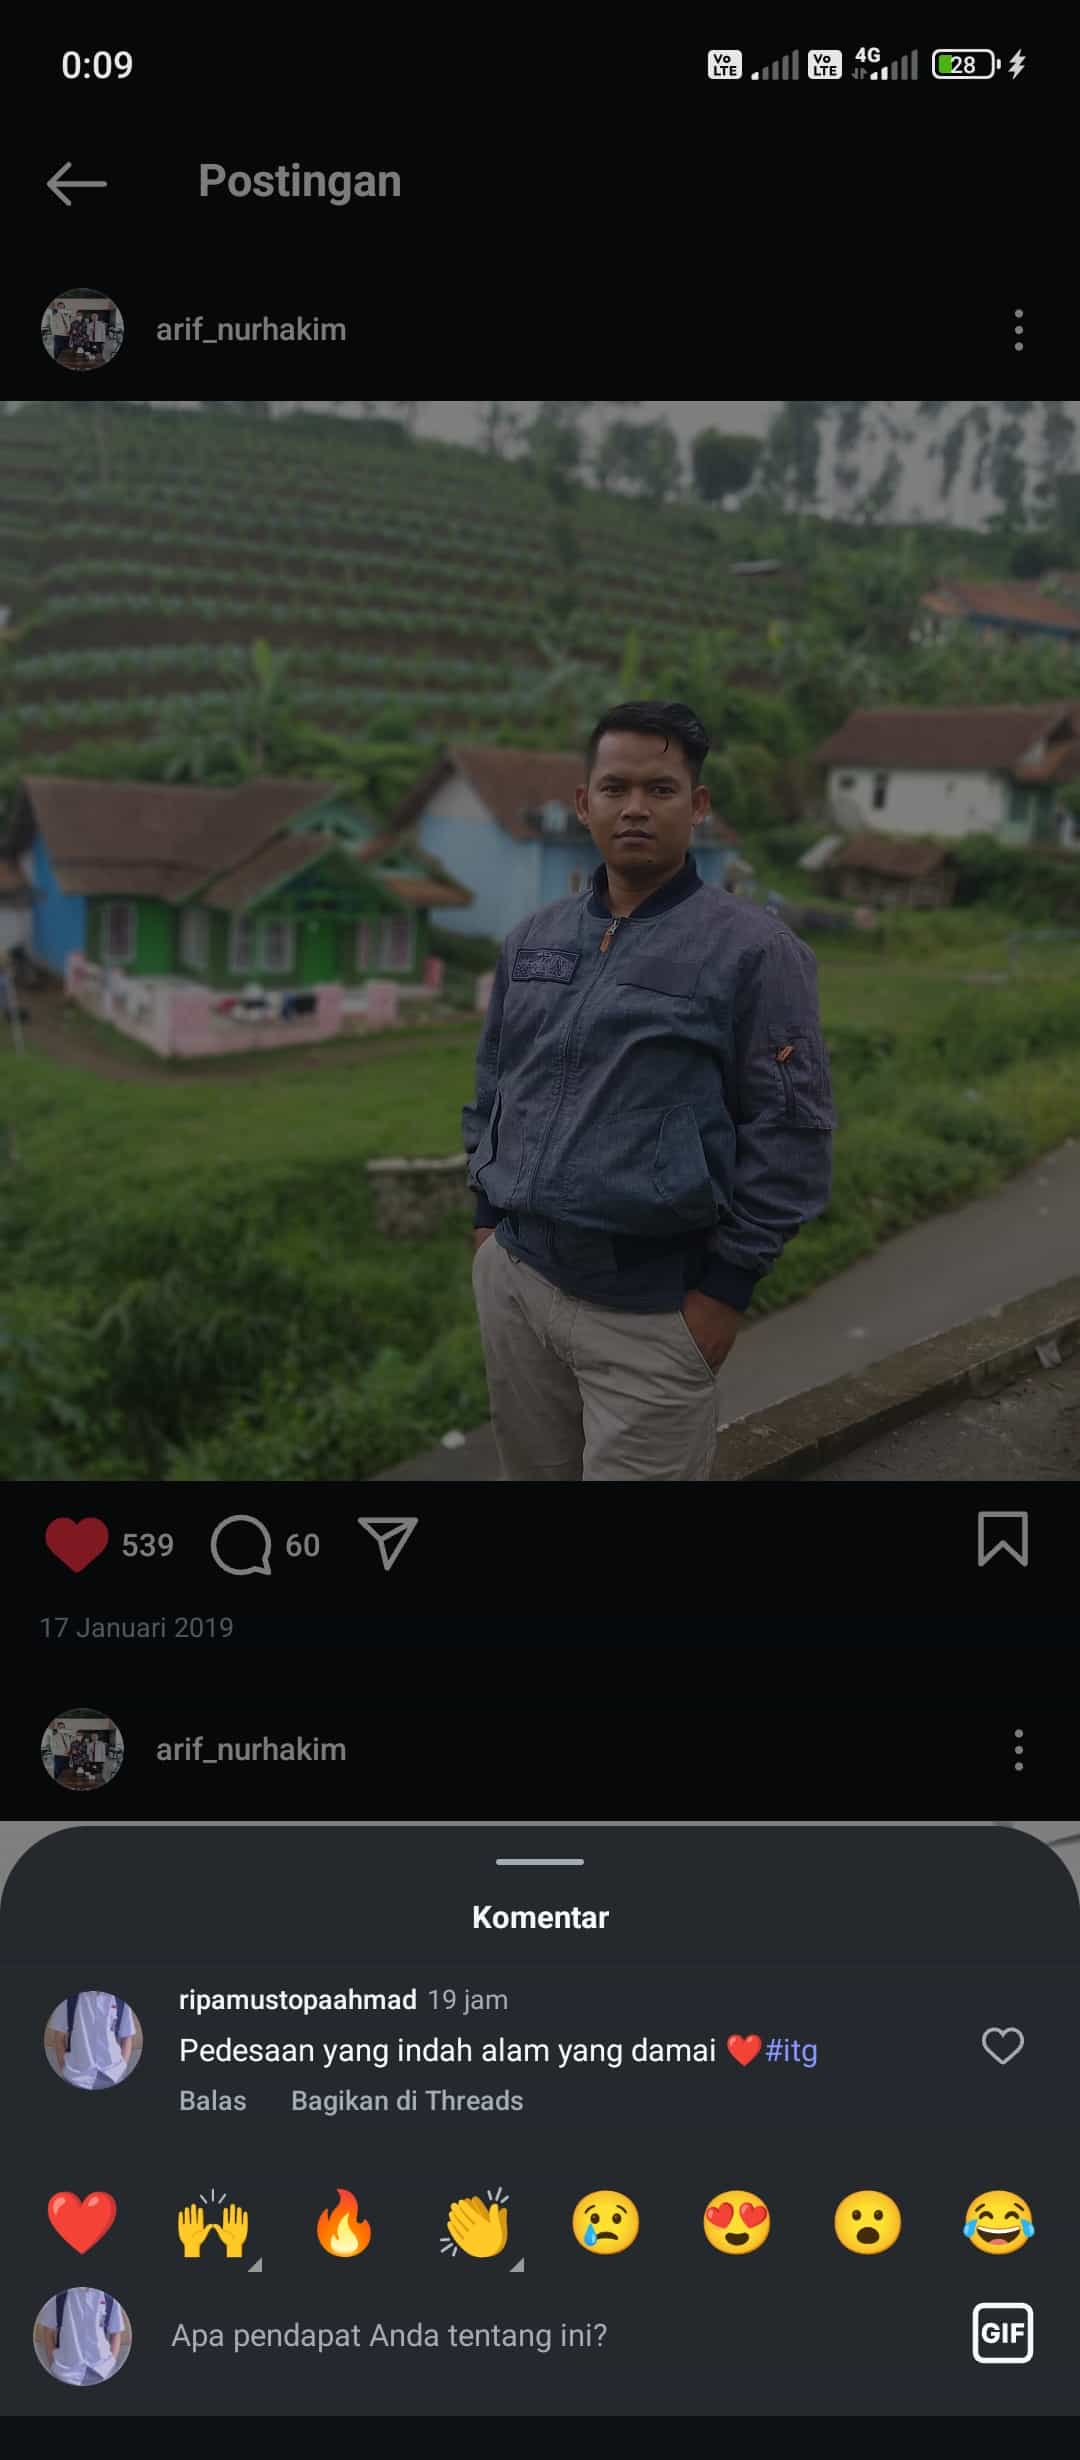 0:09
Vo LTE Vo LTE 4G 28
Postingan
arif_nurhakim
539 60
17 Januari 2019
arif_nurhakim
Komentar
ripamustopaahmad 19 jam
Pedesaan yang indah alam yang damai ❤️#itg
Balas Bagikan di Threads
Apa pendapat Anda tentang ini?
GIF